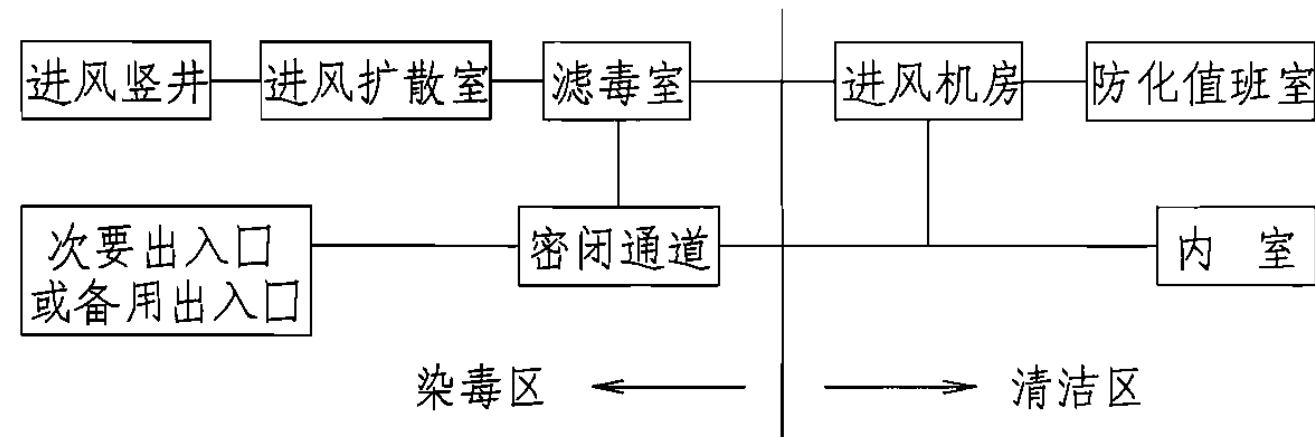 进风竖井
进风扩散室
滤毒室
进风机房
防化值班室
次要出入口
或备用出入口
密闭通道
内 室
染毒区
清洁区